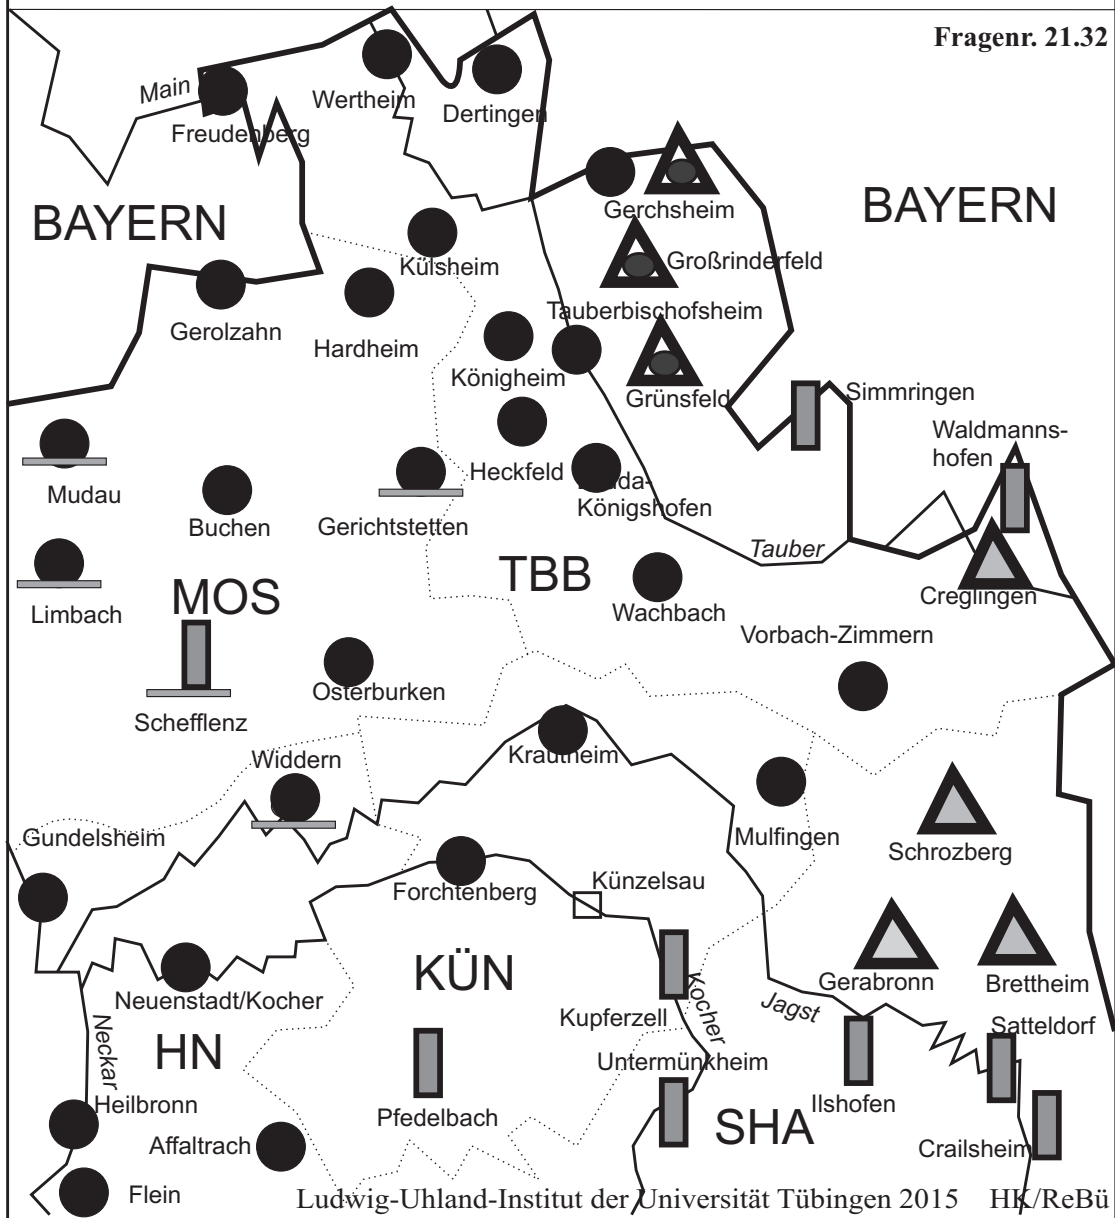 Fragenr. 21.32
Main
Wertheim
Dertingen
Freudenberg
BAYERN
BAYERN
Gerchsheim
Külsheim
Großrinderfeld
Gerolzahn
Hardheim
Tauberbischofsheim
Königheim
Grünsfeld
Simmringen
Waldmanns-
hofen
Mudau
Buchen
Gerichtstetten
Heckfeld
Königshofen
Tauber
TBB
MOS
Limbach
Wachbach
Creglingen
Vorbach-Zimmern
Schefflenz
Osterburken
Krautheim
Widdern
Gundelsheim
Mulfingen
Schrozberg
Forchtenberg
Künzelsau
KÜN
Gerabronn
Brettheim
Neuenstadt/Kocher
Kupferzell
Kocher
Jagst
Satteldorf
Neckar
HN
Untermünkheim
Heilbronn
Pfedelbach
SHA
Ilshofen
Affaltrach
Crailsheim
Flein
Ludwig-Uhland-Institut der Universität Tübingen 2015 HK/ReBü